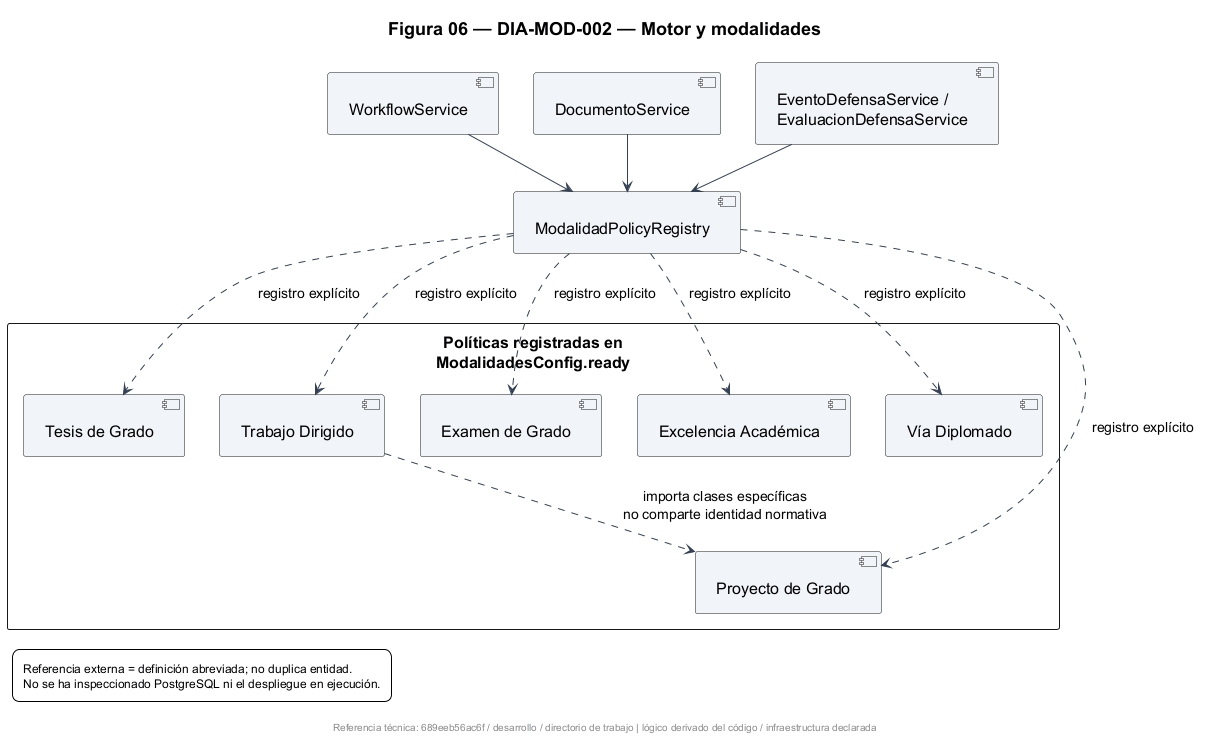 Figura 06 — DIA-MOD-002 — Motor y modalidades
WorkflowService
DocumentoService
EventoDefensaService /
EvaluacionDefensaService
ModalidadPolicyRegistry
registro explícito
registro explícito
registro explícito
registro explícito
registro explícito
Políticas registradas en
ModalidadesConfig.ready
Tesis de Grado
Trabajo Dirigido
Examen de Grado
Excelencia Académica
Vía Diplomado
registro explícito
importa clases específicas
no comparte identidad normativa
Proyecto de Grado
Referencia externa = definición abreviada; no duplica entidad.
No se ha inspeccionado PostgreSQL ni el despliegue en ejecución.
Referencia técnica: 689eeb56ac6f / desarrollo / directorio de trabajo | lógico derivado del código / infraestructura declarada